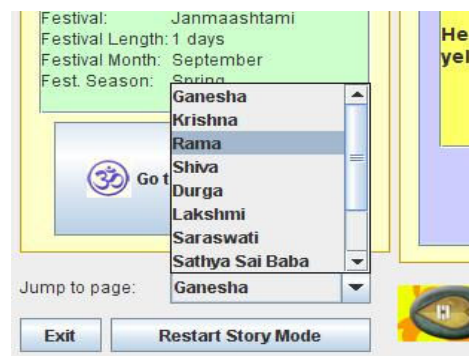 Festival: Janmaashtami
Festival Length: 1 days
Festival Month: September
Fest. Season: Spring
Ganesha
Krishna
Rama
Shiva
Durga
Lakshmi
Saraswati
Sathya Sai Baba
Go t
He
yel
Jump to page: Ganesha
Exit
Restart Story Mode